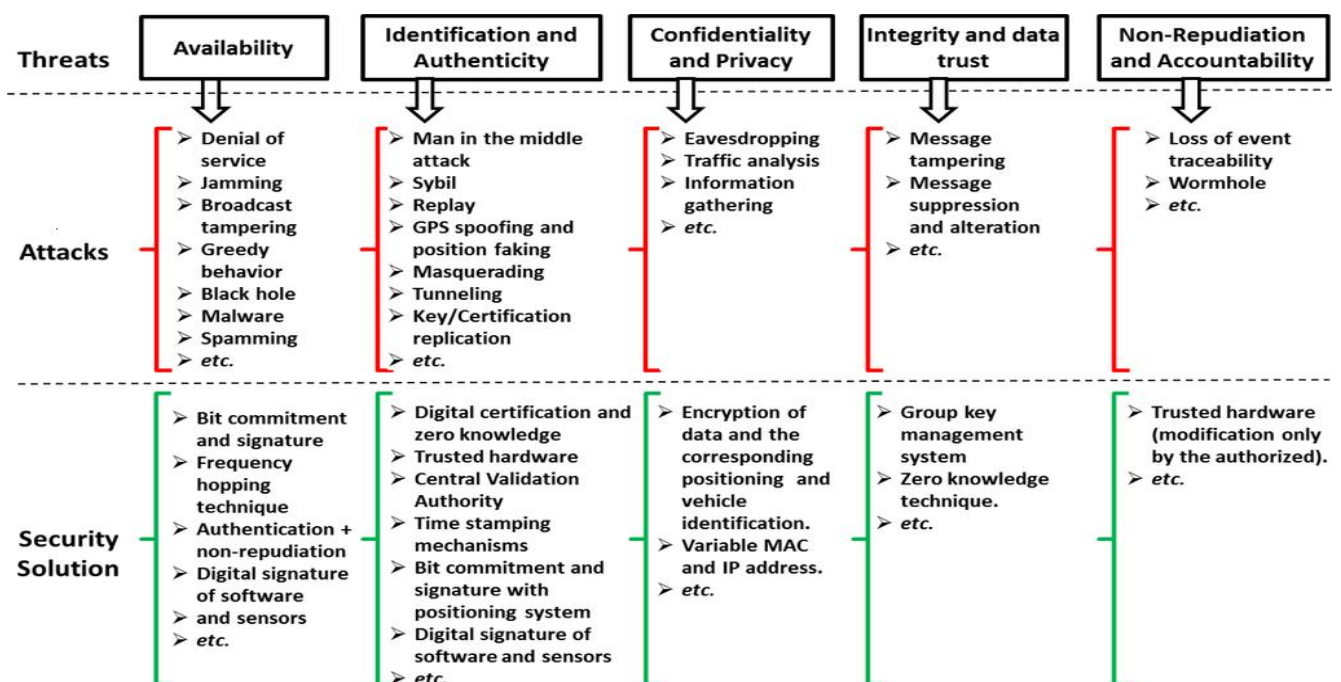 Threats
Availability
Identification and
Authenticity
Confidentiality
and Privacy
Integrity and data
trust
Non-Repudiation
and Accountability
Attacks
➢ Denial of
service
➢ Jamming
➢ Broadcast
tampering
➢ Greedy
behavior
➢ Black hole
➢ Malware
➢ Spamming
➢ etc.
➢ Man in the middle
attack
➢ Sybil
➢ Replay
➢ GPS spoofing and
position faking
➢ Masquerading
➢ Tunneling
➢ Key/Certification
replication
➢ etc.
➢ Eavesdropping
➢ Traffic analysis
➢ Information
gathering
➢ etc.
➢ Message
tampering
➢ Message
suppression
and alteration
➢ etc.
➢ Loss of event
traceability
➢ Wormhole
➢ etc.
Security
Solution
➢ Bit commitment
and signature
➢ Frequency
hopping
technique
➢ Authentication +
non-repudiation
➢ Digital signature
of software
➢ and sensors
➢ etc.
➢ Digital certification and
zero knowledge
➢ Trusted hardware
➢ Central Validation
Authority
➢ Time stamping
mechanisms
➢ Bit commitment and
signature with
positioning system
➢ Digital signature of
software and sensors
➢ etc.
➢ Encryption of
data and the
corresponding
positioning and
vehicle
identification.
➢ Variable MAC
and IP address.
➢ etc.
➢ Group key
management
system
➢ Zero knowledge
technique.
➢ etc.
➢ Trusted hardware
(modification only
by the authorized).
➢ etc.